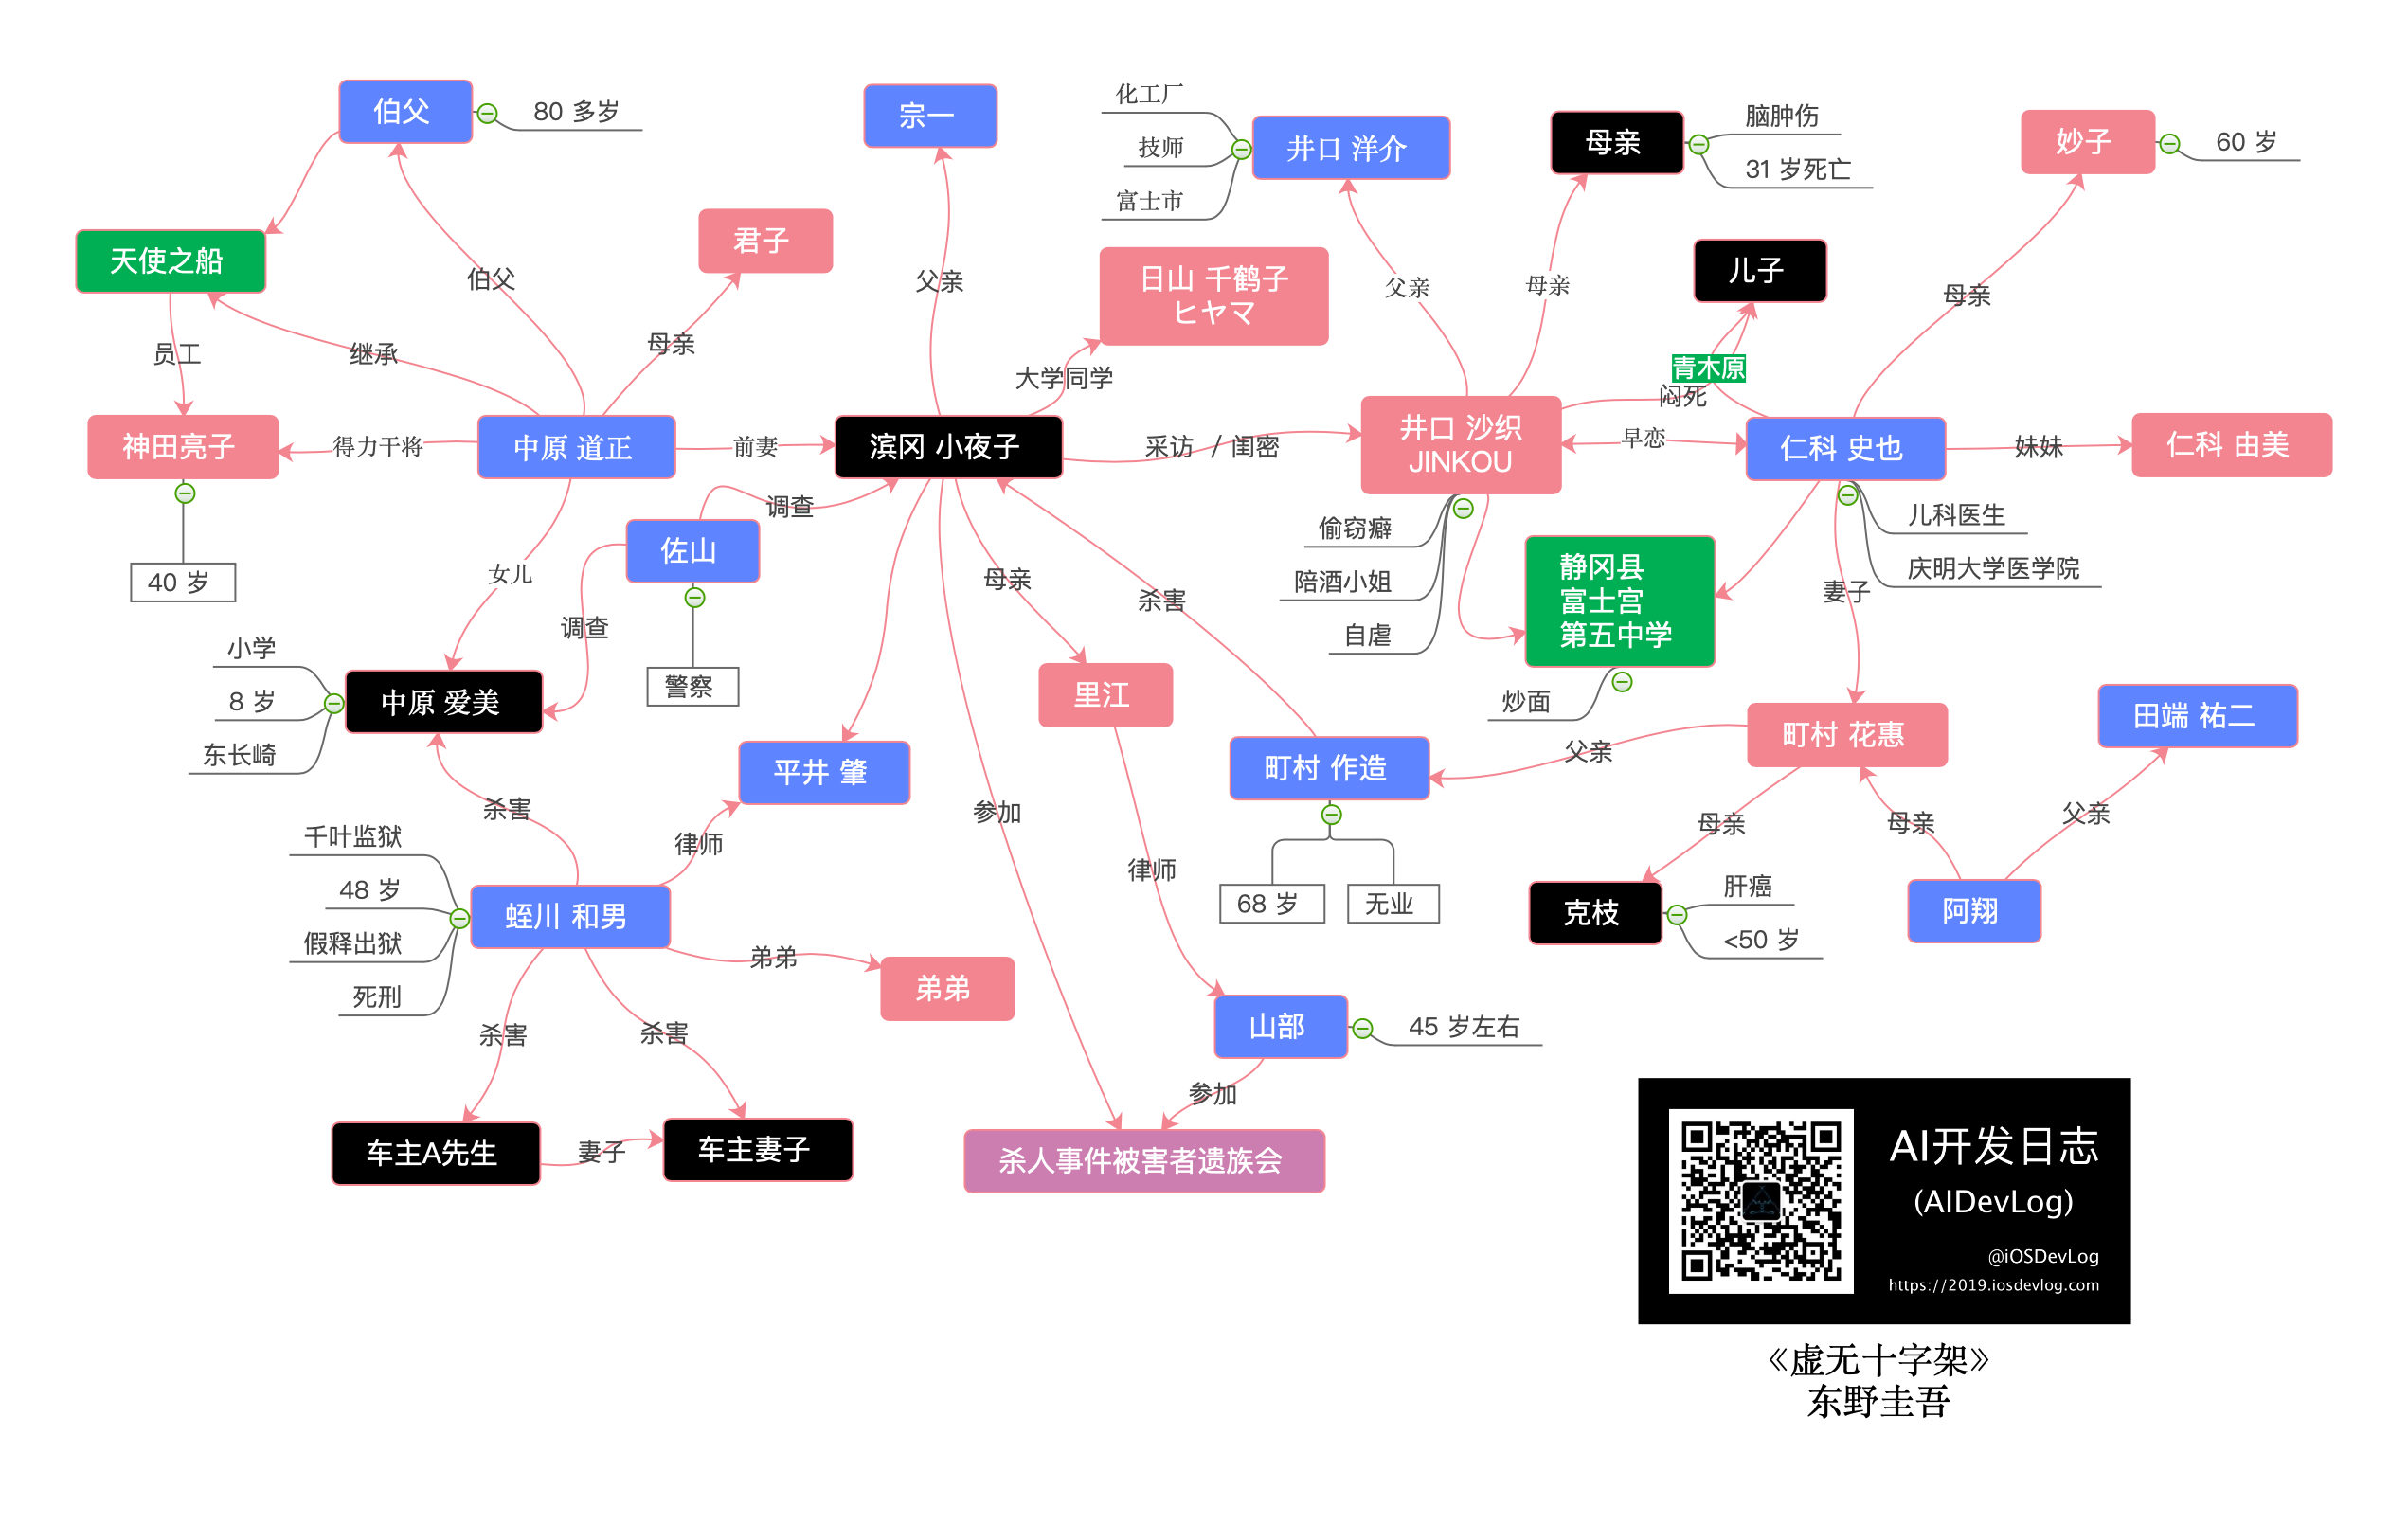 伯父
80 多岁
宗一
化工厂
技师
富士市
井口 洋介
母亲
脑肿伤
31 岁死亡
妙子
60 岁
天使之船
伯父
君子
父亲
日山 千鹤子
ヒヤマ
父亲
母亲
儿子
母亲
员工
继承
母亲
大学同学
青木原
闷死
神田亮子
得力干将
中原 道正
前妻
滨冈 小夜子
采访 / 闺密
井口 沙织
JINKOU
早恋
仁科 史也
妹妹
仁科 由美
40 岁
调查
佐山
警察
调查
女儿
母亲
杀害
偷窃癖
陪酒小姐
自虐
静冈县
富士宫
第五中学
炒面
儿科医生
庆明大学医学院
妻子
小学
8 岁
东长崎
中原 爱美
里江
平井 肇
町村 作造
父亲
町村 花惠
田端 祐二
杀害
律师
参加
律师
68 岁
无业
母亲
母亲
父亲
千叶监狱
48 岁
假释出狱
死刑
蛭川 和男
弟弟
弟弟
克枝
肝癌
<50 岁
阿翔
杀害
杀害
山部
45 岁左右
参加
车主A先生
妻子
车主妻子
杀人事件被害者遗族会
AI开发日志
(AIDevLog)
@iOSDevLog
https://2019.iosdevlog.com
《虚无十字架》
东野圭吾